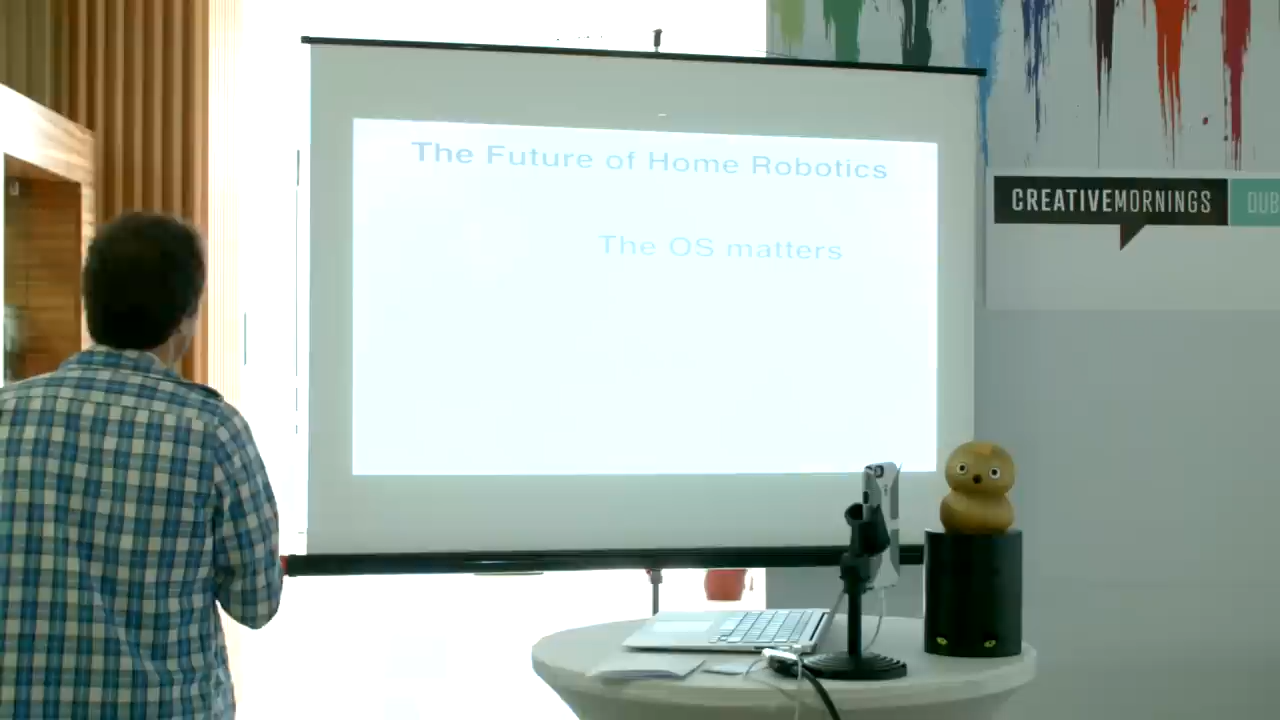 The Future of Home Robotics
The OS matters
CREATIVEMORNINGS DUB